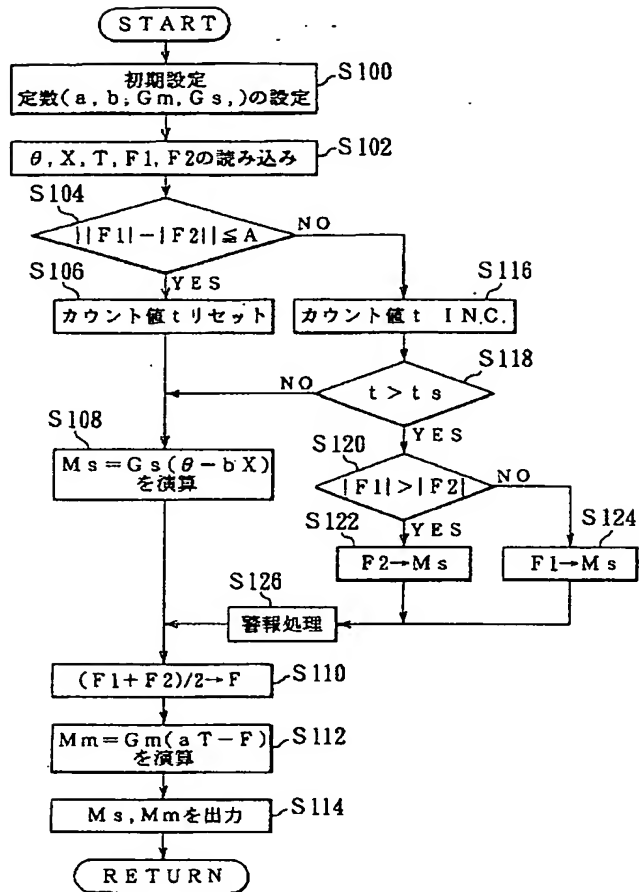 START
初期設定
定数(a, b; Gm, Gs,)の設定
S100
θ, X, T, F1, F2の読み込み
S102
S104
||F1|-|F2||≦A
NO
YES
S106
カウント値tリセット
S116
カウント値t INC.
S118
t>ts
NO
YES
S108
Ms=Gs(θ-bX)
を演算
S120
|F1|>|F2|
NO
YES
S122
F2→Ms
S124
F1→Ms
S126
警報処理
(F1+F2)/2→F
S110
Mm=Gm(aT-F)
を演算
S112
Ms, Mmを出力
S114
RETURN